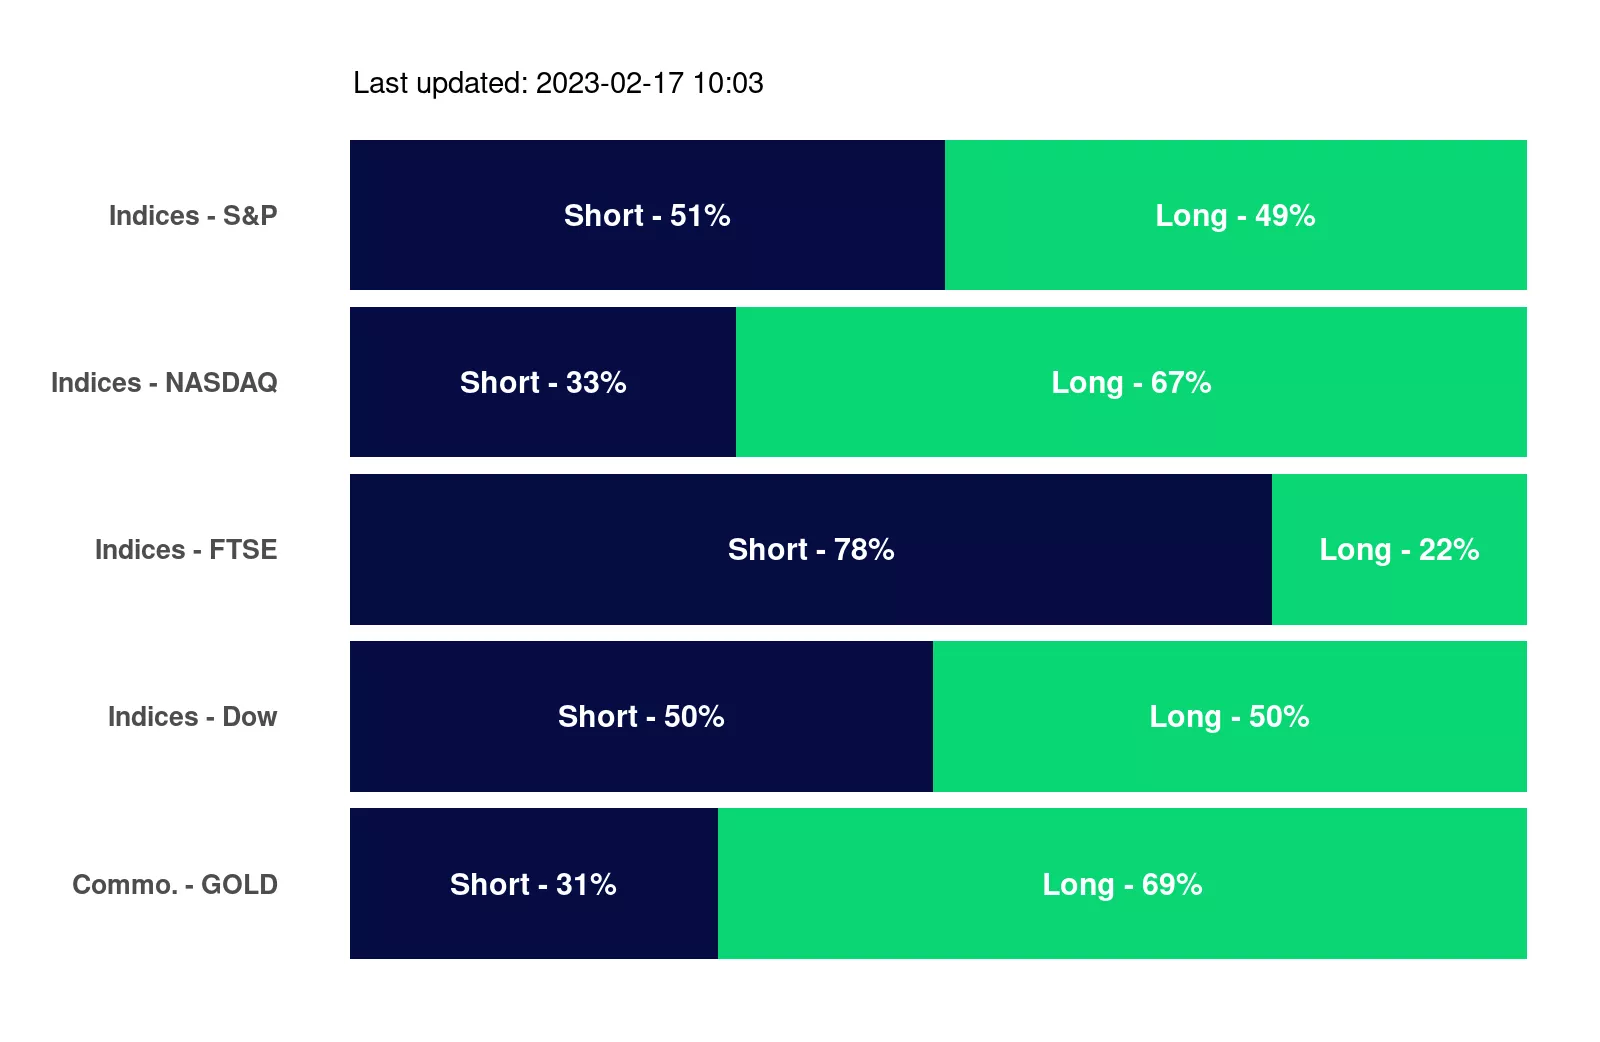 Last updated: 2023-02-17 10:03
Indices - S&P
Short - 51%
Long - 49%
Indices - NASDAQ
Short - 33%
Long - 67%
Indices - FTSE
Short - 78%
Long - 22%
Indices - Dow
Short - 50%
Long - 50%
Commo. - GOLD
Short - 31%
Long - 69%